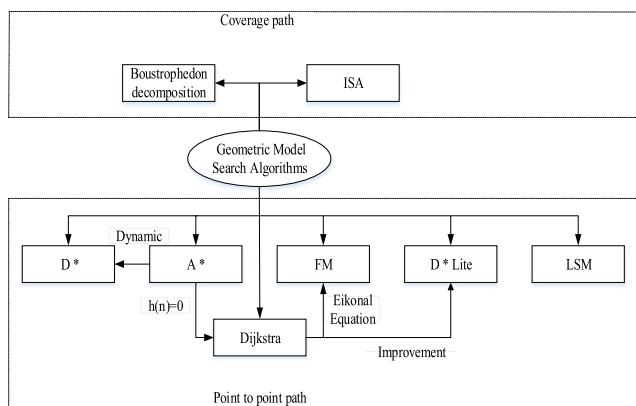 Coverage path
Boustrophedon
decomposition
ISA
Geometric Model
Search Algorithms
Dynamic
D *
A *
FM
D * Lite
LSM
h(n)=0
Eikonal
Equation
Dijkstra
Improvement
Point to point path